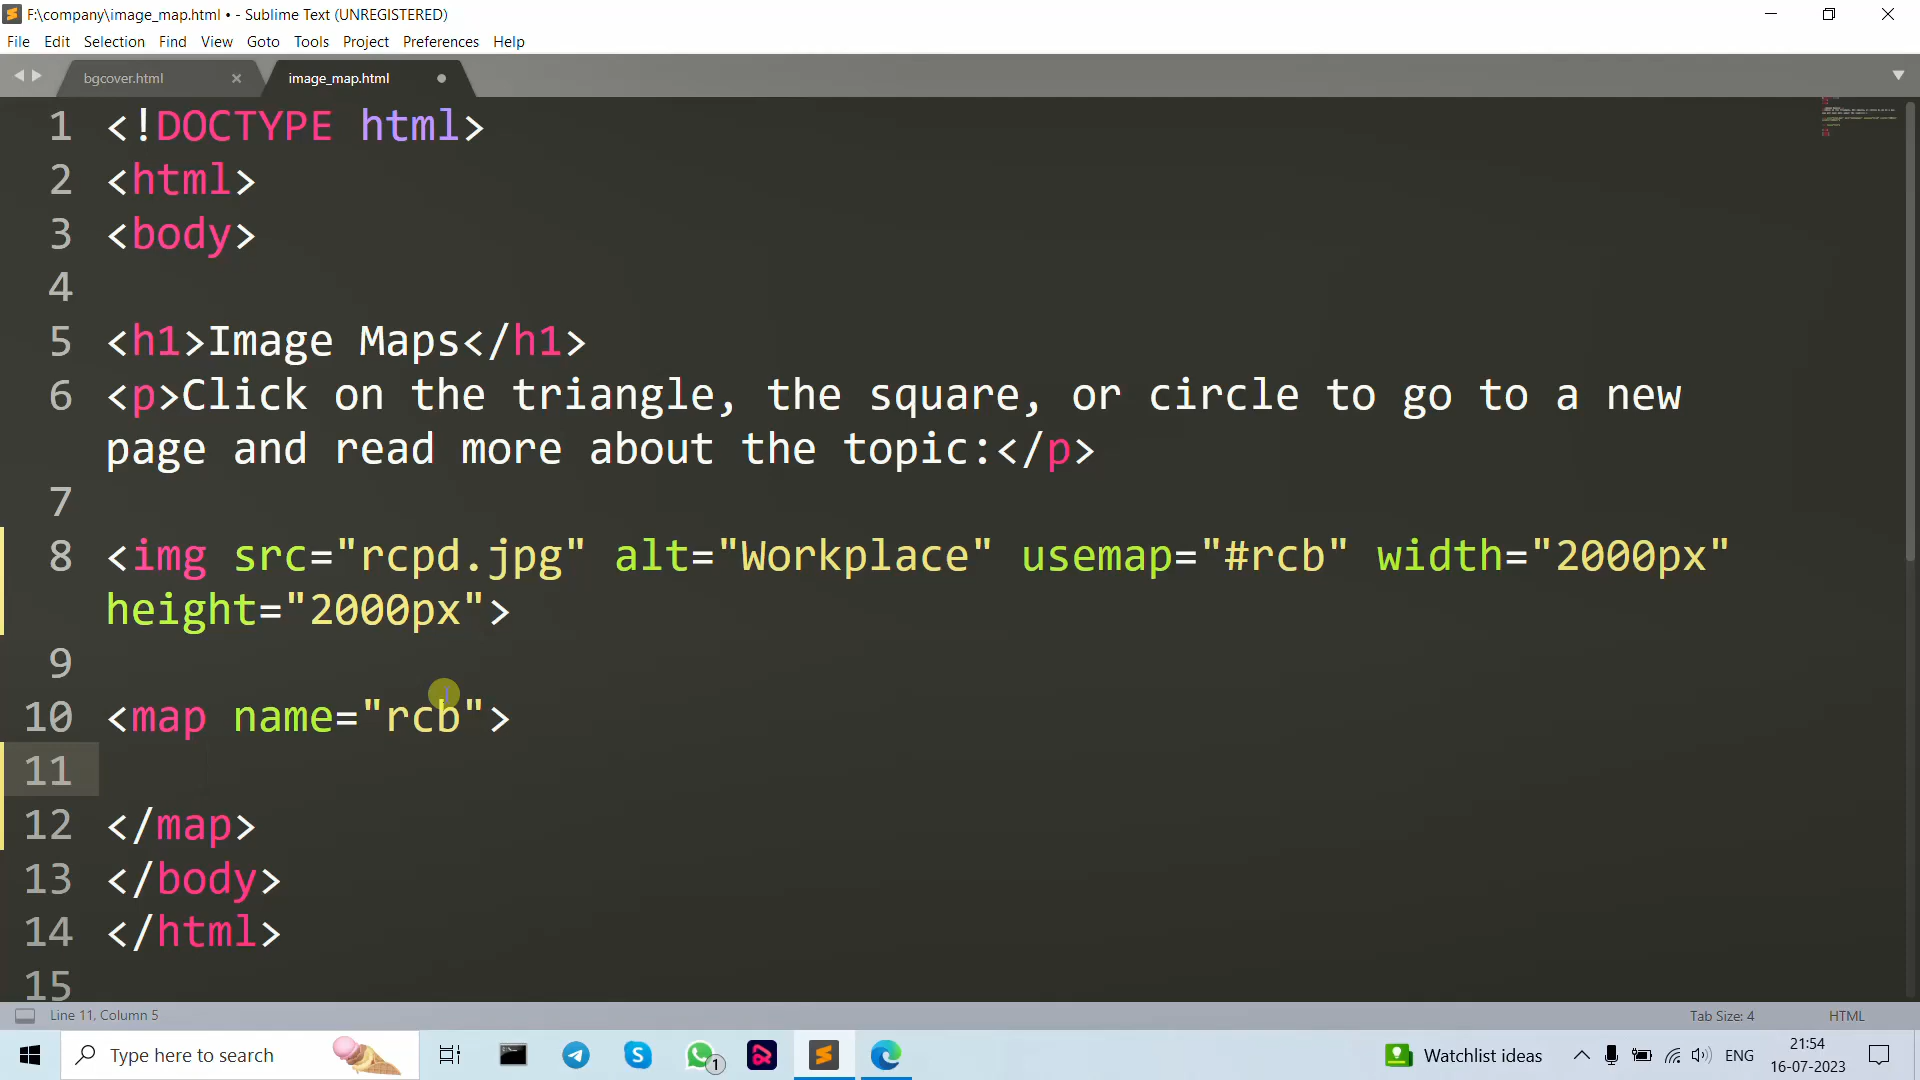 F:\company\image_map.html • - Sublime Text (UNREGISTERED)
File Edit Selection Find View Goto Tools Project Preferences Help
bgcover.html image_map.html
1 <!DOCTYPE html>
2 <html>
3 <body>
4
5 <h1>Image Maps</h1>
6 <p>Click on the triangle, the square, or circle to go to a new
page and read more about the topic:</p>
7
8 <img src="rcpd.jpg" alt="Workplace" usemap="#rcb" width="2000px"
height="2000px">
9
10 <map name="rcb">
11
12 </map>
13 </body>
14 </html>
15
Line 11, Column 5 Tab Size: 4 HTML
Type here to search 1 Watchlist ideas ENG 21:54
16-07-2023